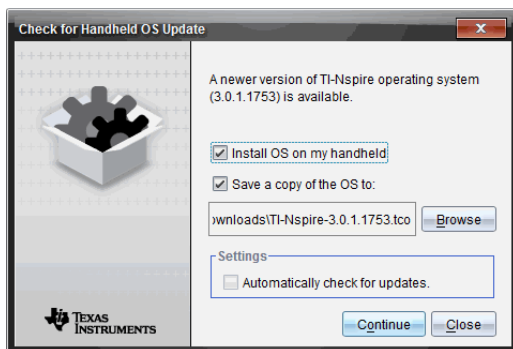 Check for Handheld OS Update
A newer version of TI-Nspire operating system
(3.0.1.1753) is available.
Install OS on my handheld
Save a copy of the OS to:
ownloads\TI-Nspire-3.0.1.1753.tco
Browse
Settings
Automatically check for updates.
TEXAS
INSTRUMENTS
Continue
Close